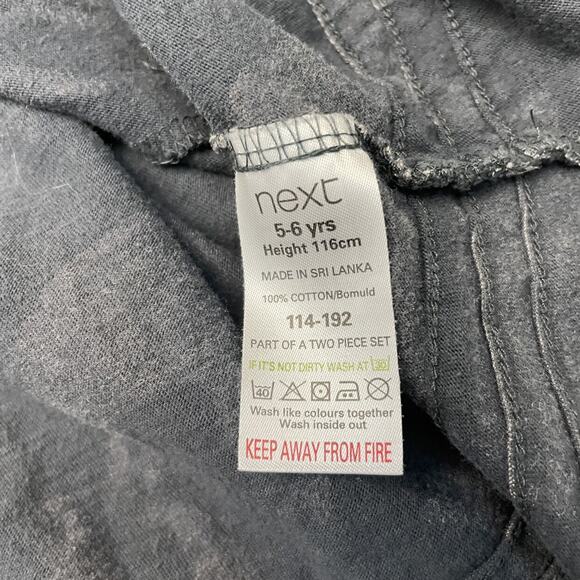 next
5-6 yrs
Height 116cm
MADE IN SRI LANKA
100% COTTON/Bomuld
114-192
PART OF A TWO PIECE SET
IF IT'S NOT DIRTY WASH AT 30
40
Wash like colours together
Wash inside out
KEEP AWAY FROM FIRE